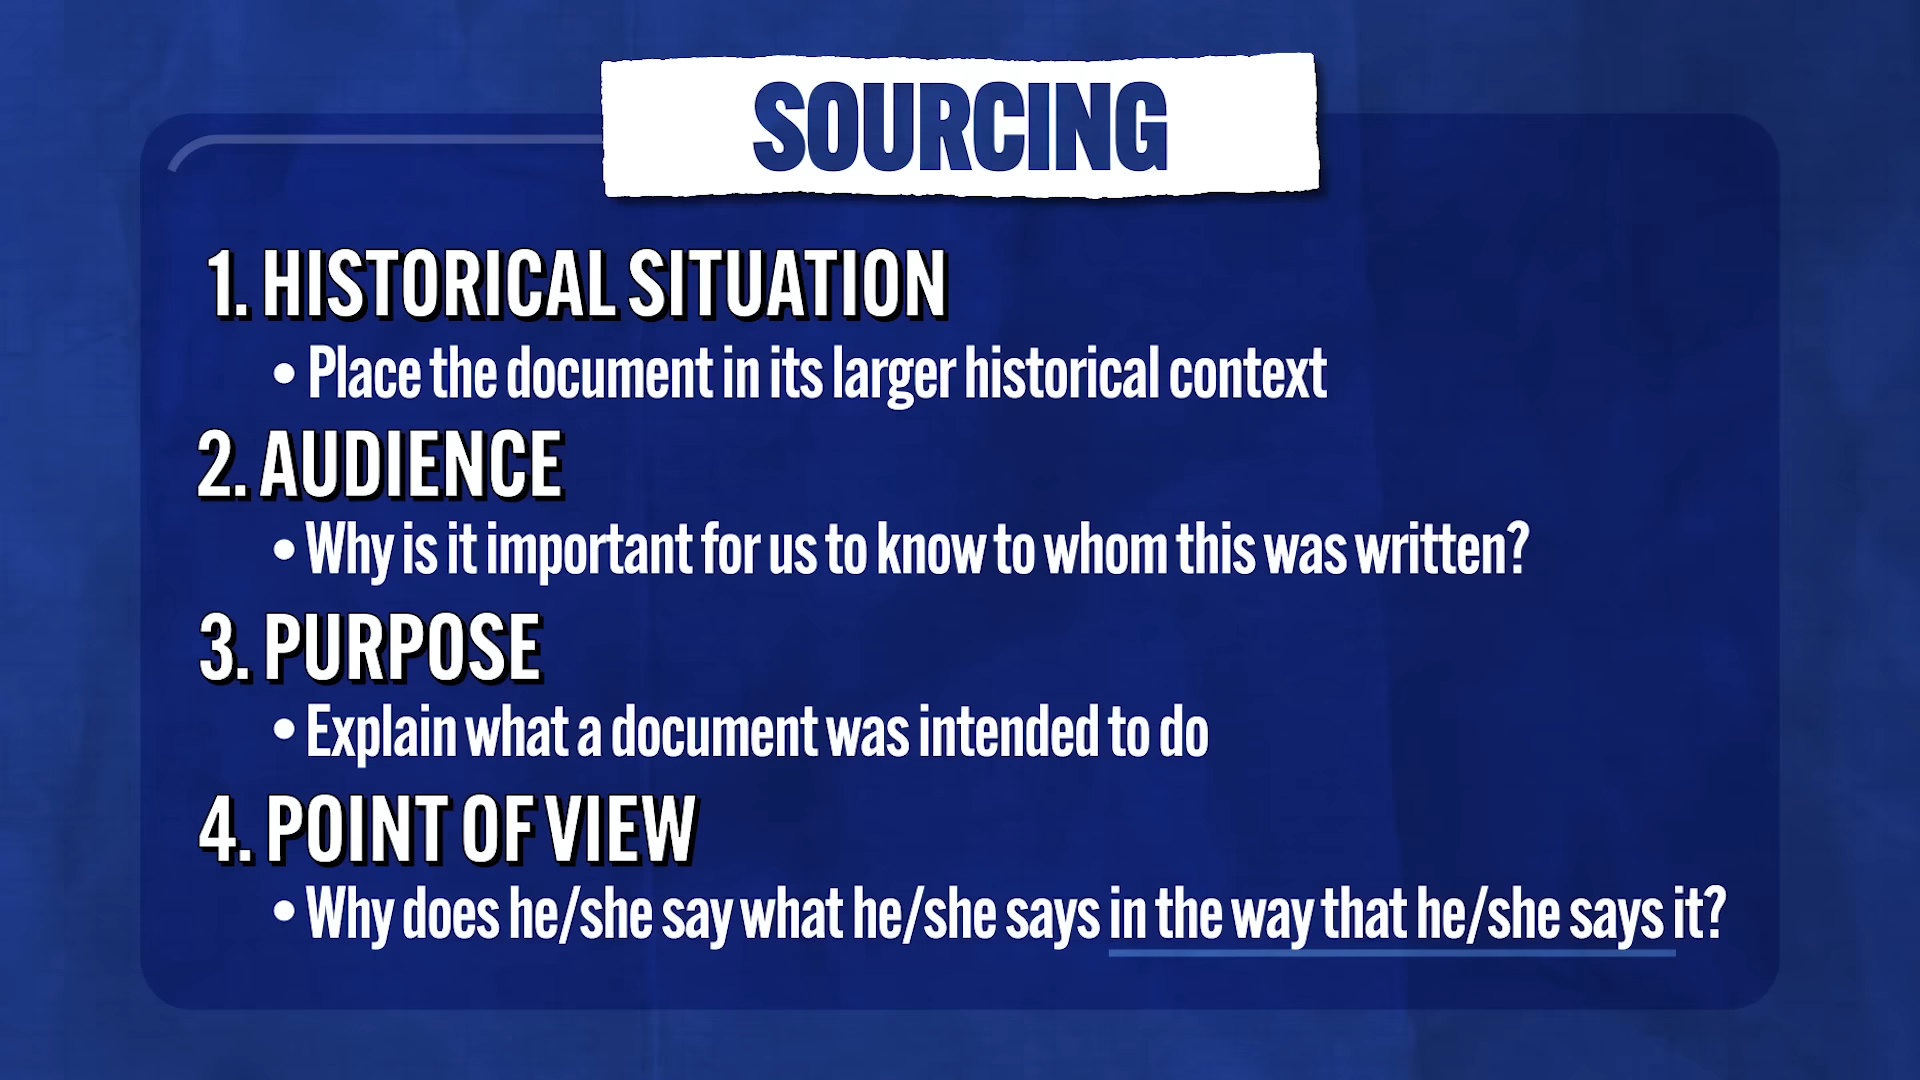 SOURCING
1. HISTORICAL SITUATION
• Place the document in its larger historical context
2. AUDIENCE
• Why is it important for us to know to whom this was written?
3. PURPOSE
• Explain what a document was intended to do
4. POINT OF VIEW
• Why does he/she say what he/she says in the way that he/she says it?